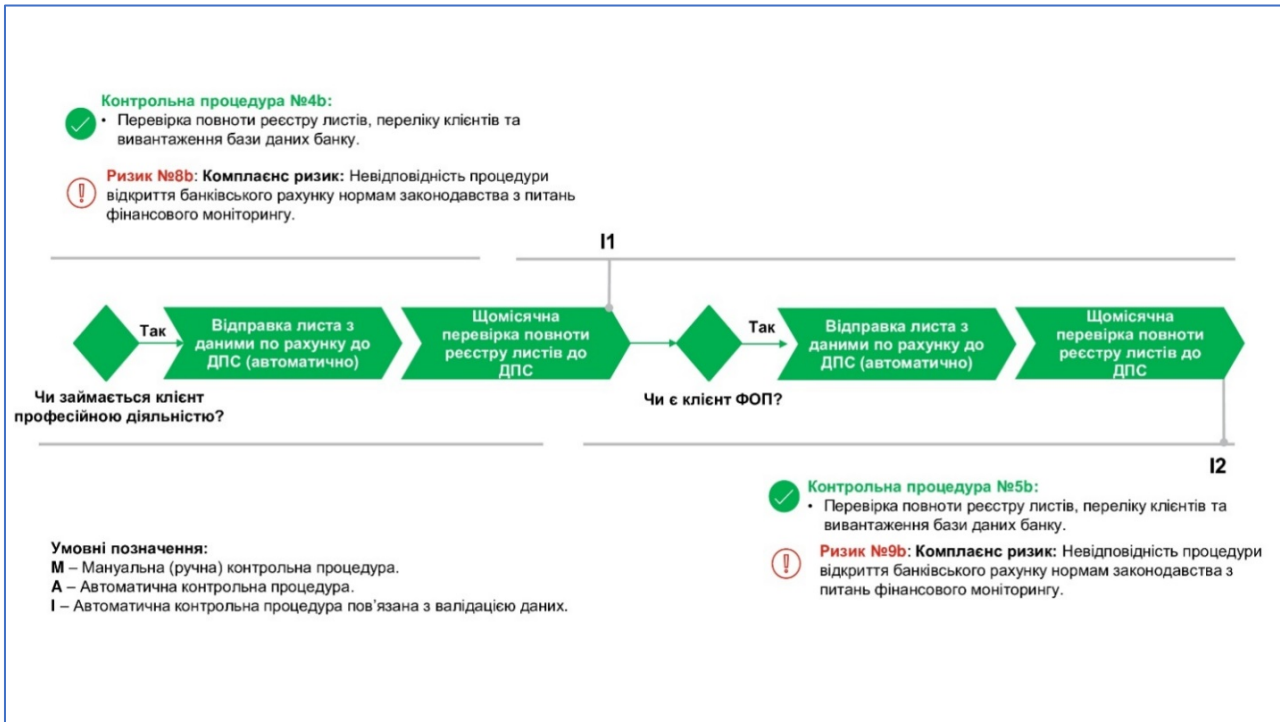 Контрольна процедура №4b:
• Перевірка повноти реєстру листів, переліку клієнтів та
вивантаження бази даних банку.
Ризик №8b: Комплаєнс ризик: Невідповідність процедури
відкриття банківського рахунку нормам законодавства з питань
фінансового моніторингу.
I1
Так
Відправка листа з
даними по рахунку до
ДПС (автоматично)
Щомісячна
перевірка повноти
реєстру листів до
ДПС
Так
Відправка листа з
даними по рахунку до
ДПС (автоматично)
Щомісячна
перевірка повноти
реєстру листів до
ДПС
Чи займається клієнт
професійною діяльністю?
Чи є клієнт ФОП?
I2
Контрольна процедура №5b:
• Перевірка повноти реєстру листів, переліку клієнтів та
вивантаження бази даних банку.
Ризик №9b: Комплаєнс ризик: Невідповідність процедури
відкриття банківського рахунку нормам законодавства з
питань фінансового моніторингу.
Умовні позначення:
М – Мануальна (ручна) контрольна процедура.
А – Автоматична контрольна процедура.
I – Автоматична контрольна процедура пов’язана з валідацією даних.